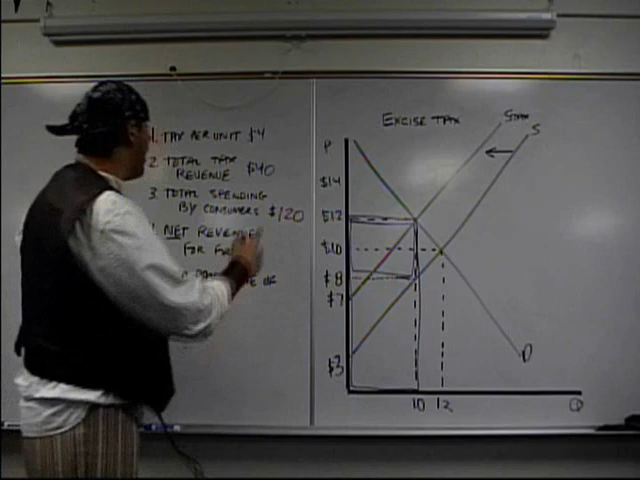 1. TAX PER UNIT $4
2. TOTAL TAX
REVENUE $40
3. TOTAL SPENDING
BY CONSUMERS $120
NET REVENUE
FOR
EXCISE TAX
P
$14
$12
$10
$8
$7
$3
STAX
S
D
10 12 Q